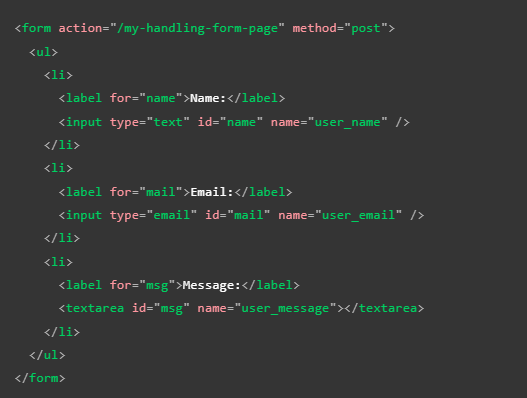 <form action="/my-handling-form-page" method="post">
  <ul>
    <li>
      <label for="name">Name:</label>
      <input type="text" id="name" name="user_name" />
    </li>
    <li>
      <label for="mail">Email:</label>
      <input type="email" id="mail" name="user_email" />
    </li>
    <li>
      <label for="msg">Message:</label>
      <textarea id="msg" name="user_message"></textarea>
    </li>
  </ul>
</form>